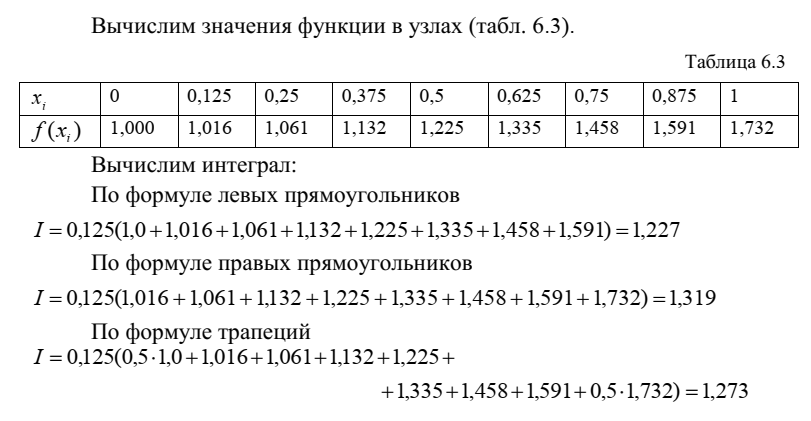 Вычислим значения функции в узлах (табл. 6.3).
Таблица 6.3
x_i 0 0,125 0,25 0,375 0,5 0,625 0,75 0,875 1
f(x_i) 1,000 1,016 1,061 1,132 1,225 1,335 1,458 1,591 1,732
Вычислим интеграл:
По формуле левых прямоугольников
I = 0,125(1,0+1,016+1,061+1,132+1,225+1,335+1,458+1,591) = 1,227
По формуле правых прямоугольников
I = 0,125(1,016+1,061+1,132+1,225+1,335+1,458+1,591+1,732) = 1,319
По формуле трапеций
I = 0,125(0,5·1,0+1,016+1,061+1,132+1,225+
+1,335+1,458+1,591+0,5·1,732) = 1,273